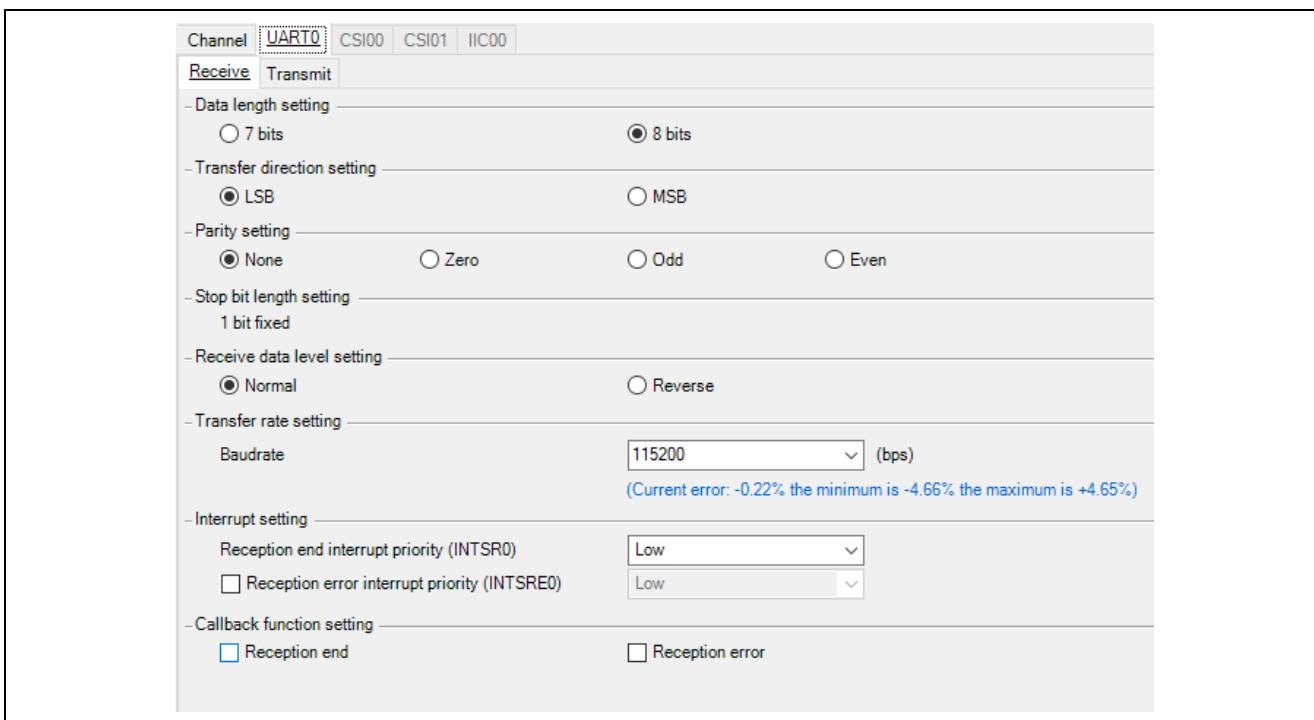 Channel UART0 CSI00 CSI01 IIC00
Receive Transmit
Data length setting
7 bits 8 bits
Transfer direction setting
LSB MSB
Parity setting
None Zero Odd Even
Stop bit length setting
1 bit fixed
Receive data level setting
Normal Reverse
Transfer rate setting
Baudrate 115200 (bps)
(Current error: -0.22% the minimum is -4.66% the maximum is +4.65%)
Interrupt setting
Reception end interrupt priority (INTSR0) Low
Reception error interrupt priority (INTSRE0) Low
Callback function setting
Reception end Reception error